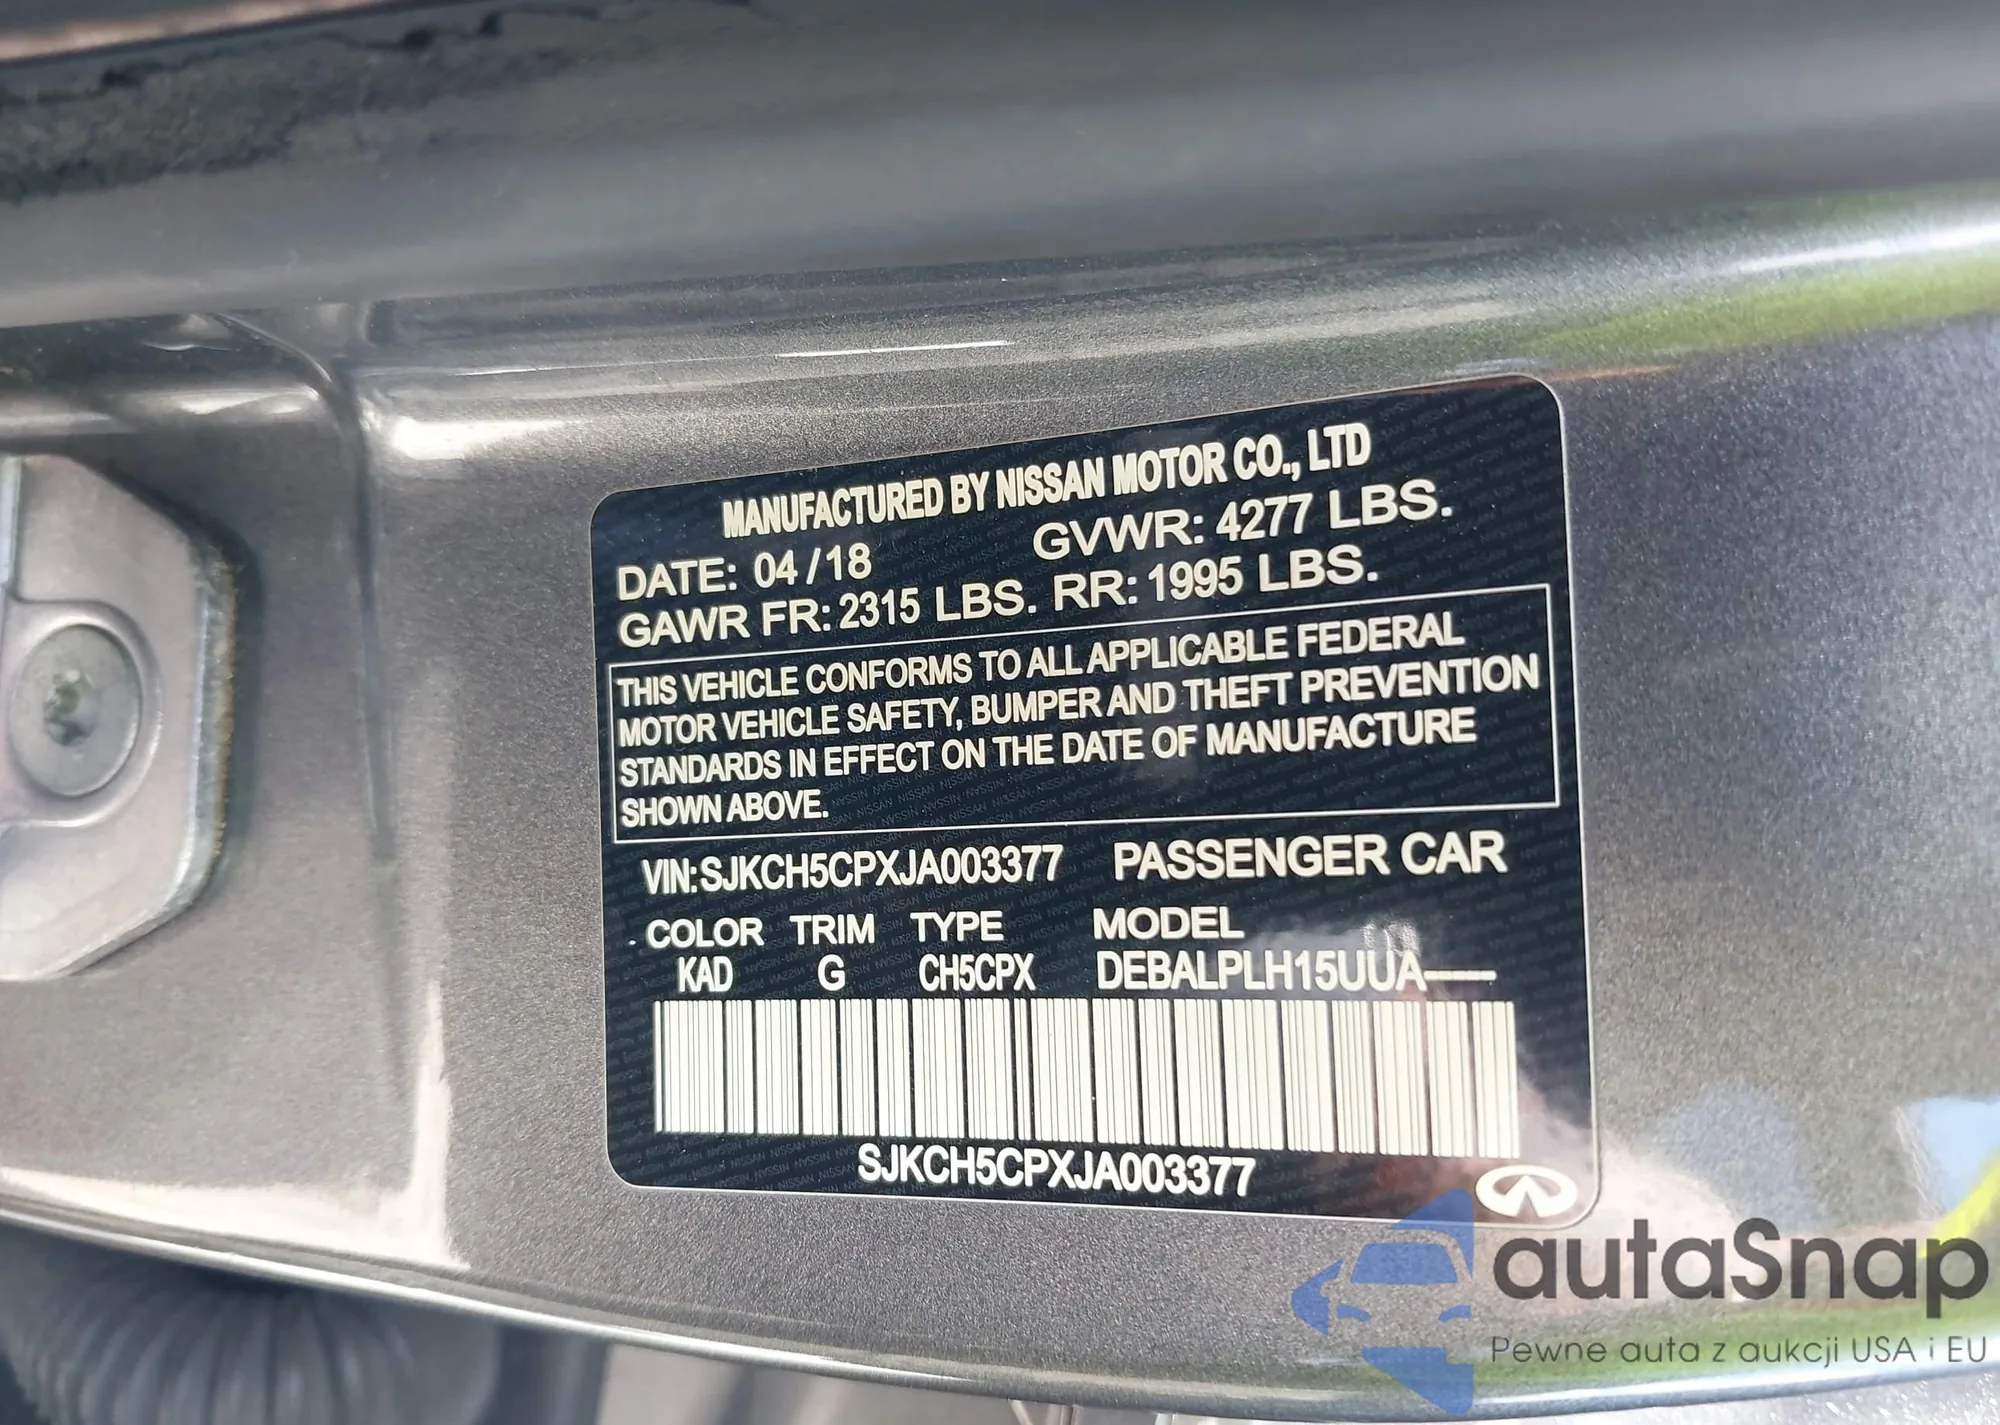 MANUFACTURED BY NISSAN MOTOR CO., LTD
DATE: 04/18 GVWR: 4277 LBS.
GAWR FR: 2315 LBS. RR: 1995 LBS.
THIS VEHICLE CONFORMS TO ALL APPLICABLE FEDERAL
MOTOR VEHICLE SAFETY, BUMPER AND THEFT PREVENTION
STANDARDS IN EFFECT ON THE DATE OF MANUFACTURE
SHOWN ABOVE.
VIN: SJKCH5CPXJA003377 PASSENGER CAR
COLOR TRIM TYPE MODEL
KAD G CH5CPX DEBALPLH15UUA----
SJKCH5CPXJA003377
autaSnap
Pewne auta z aukcji USA i EU